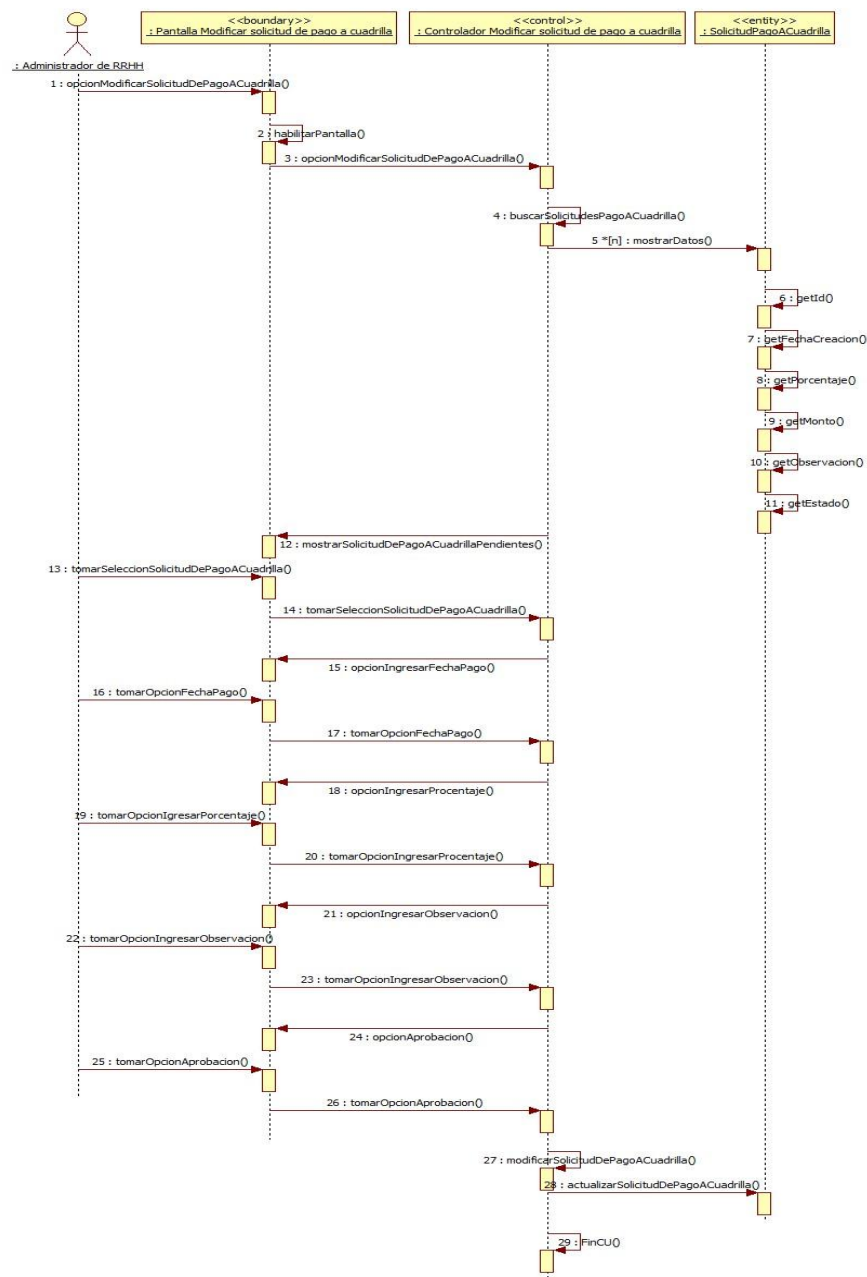 <<boundary>>
: Pantalla Modificar solicitud de pago a cuadrilla
<<control>>
: Controlador Modificar solicitud de pago a cuadrilla
<<entity>>
: SolicitudPagoACuadrilla
: Administrador de RRHH
1 : opcionModificarSolicitudDePagoACuadrilla()
2 : habilitarPantalla()
3 : opcionModificarSolicitudDePagoACuadrilla()
4 : buscarSolicitudesPagoACuadrilla()
5 *[n] : mostrarDatos()
6 : getId()
7 : getFechaCreacion()
8 : getPorcentaje()
9 : getMonto()
10 : getObservacion()
11 : getEstado()
12 : mostrarSolicitudDePagoACuadrillaPendientes()
13 : tomarSeleccionSolicitudDePagoACuadrilla()
14 : tomarSeleccionSolicitudDePagoACuadrilla()
15 : opcionIngresarFechaPago()
16 : tomarOpcionFechaPago()
17 : tomarOpcionFechaPago()
18 : opcionIngresarProcentaje()
19 : tomarOpcionIgresarPorcentaje()
20 : tomarOpcionIngresarProcentaje()
21 : opcionIngresarObservacion()
22 : tomarOpcionIngresarObservacion()
23 : tomarOpcionIngresarObservacion()
24 : opcionAprobacion()
25 : tomarOpcionAprobacion()
26 : tomarOpcionAprobacion()
27 : modificarSolicitudDePagoACuadrilla()
28 : actualizarSolicitudDePagoACuadrilla()
29 : FinCU()